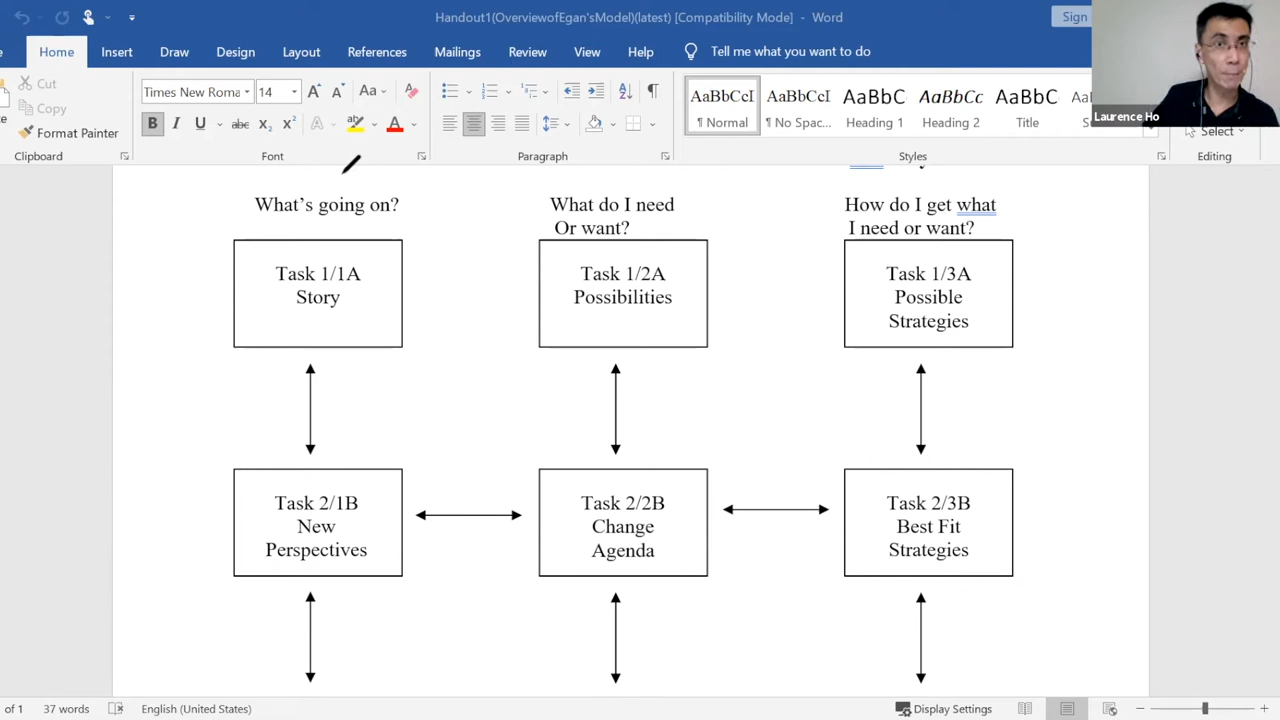 Handout1(OverviewofEgan'sModel)(latest) [Compatibility Mode] - Word
Sign
Home Insert Draw Design Layout References Mailings Review View Help Tell me what you want to do
Cut
Copy
Format Painter
Clipboard
Times New Roma 14
Aa
Font
Paragraph
AaBbCcI AaBbCcI AaBbC AaBbCc AaBbC
¶ Normal ¶ No Spac... Heading 1 Heading 2 Title
Styles
Laurence Ho
Select
Editing
What's going on?
What do I need
Or want?
How do I get what
I need or want?
Task 1/1A
Story
Task 1/2A
Possibilities
Task 1/3A
Possible
Strategies
Task 2/1B
New
Perspectives
Task 2/2B
Change
Agenda
Task 2/3B
Best Fit
Strategies
of 1 37 words English (United States) Display Settings